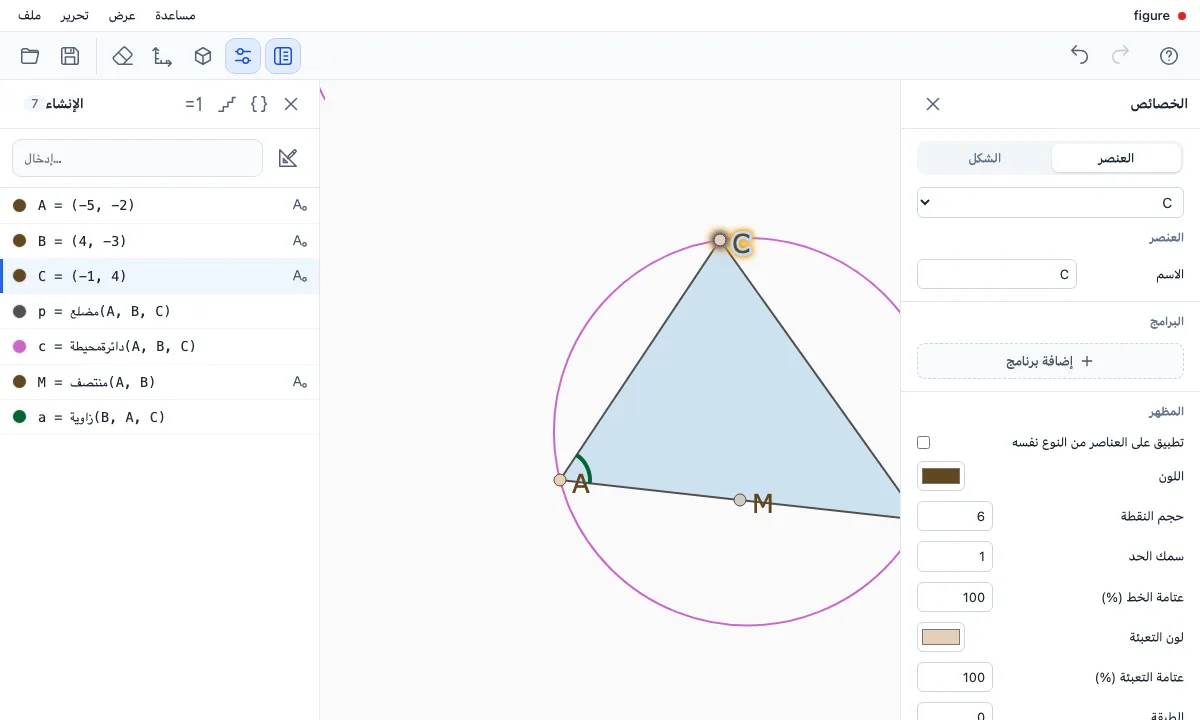 ملف تحرير عرض مساعدة
figure
الإنشاء 7
=1 {}
إدخال...
A = (−5, −2)
B = (4, −3)
C = (−1, 4)
p = مضلع(A, B, C)
c = دائرةمحيطة(A, B, C)
M = منتصف(A, B)
a = زاوية(B, A, C)
C
A
M
الخصائص
العنصر
الشكل
C
العنصر
الاسم
C
البرامج
+ إضافة برنامج
المظهر
تطبيق على العناصر من النوع نفسه
اللون
حجم النقطة
6
سمك الحد
1
عتامة الخط (%)
100
لون التعبئة
عتامة التعبئة (%)
100
الطبقة
0